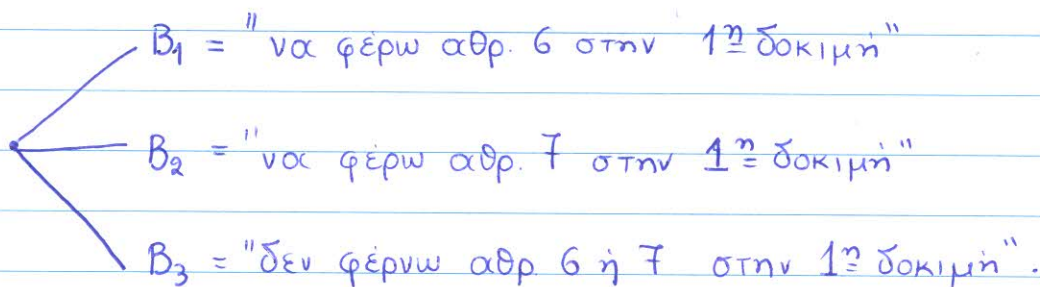 B₁ = "να φέρω αθρ. 6 στην 1η δοκιμή"
B₂ = "να φέρω αθρ. 7 στην 1η δοκιμή"
B₃ = "δεν φέρνω αθρ. 6 ή 7 στην 1η δοκιμή".